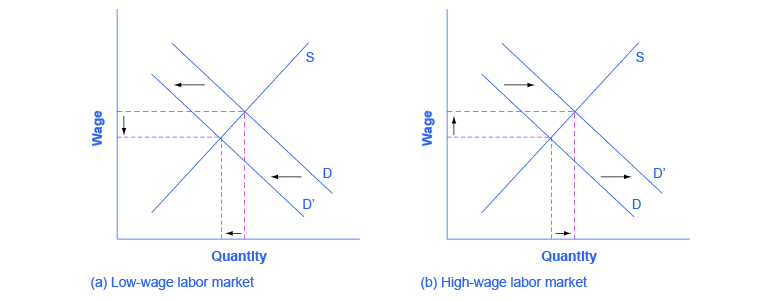 S
D
D'
Wage
Quantity
(a) Low-wage labor market
S
D'
D
Wage
Quantity
(b) High-wage labor market